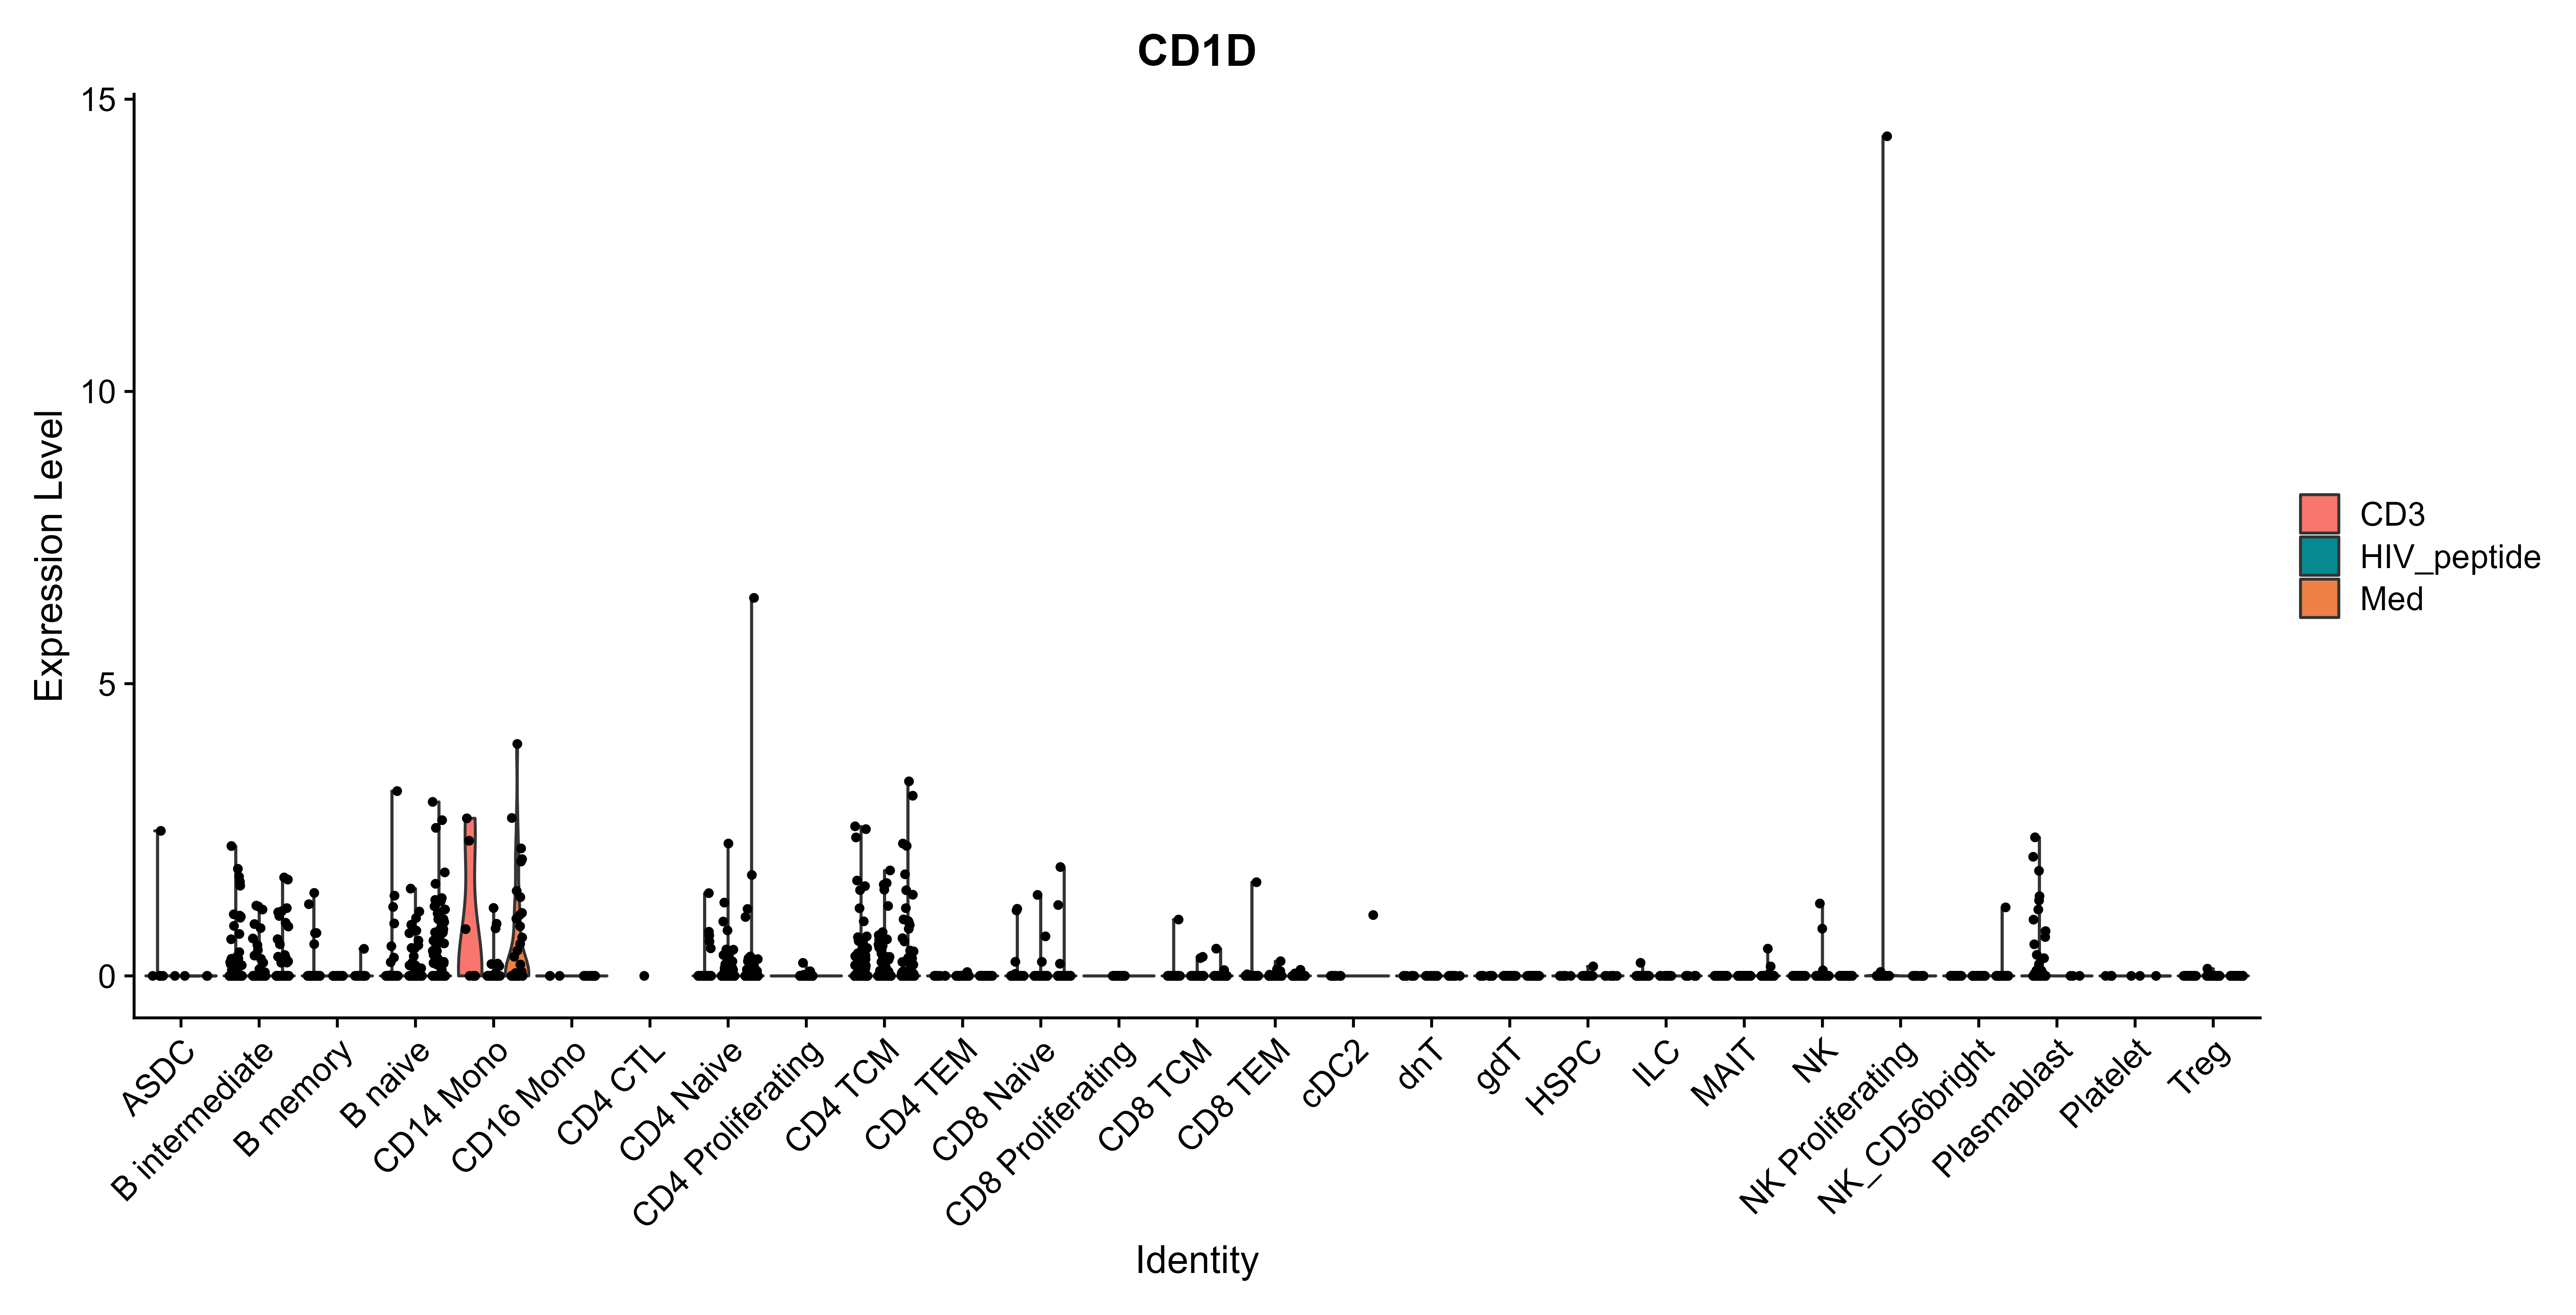 CD1D
Expression Level
15
10
5
0
CD3
HIV_peptide
Med
ASDC
B intermediate
B memory
B naive
CD14 Mono
CD16 Mono
CD4 CTL
CD4 Naive
CD4 Proliferating
CD4 TCM
CD4 TEM
CD8 Naive
CD8 Proliferating
CD8 TCM
CD8 TEM
cDC2
dnT
gdT
HSPC
ILC
MAIT
NK
NK Proliferating
NK_CD56bright
Plasmablast
Platelet
Treg
Identity